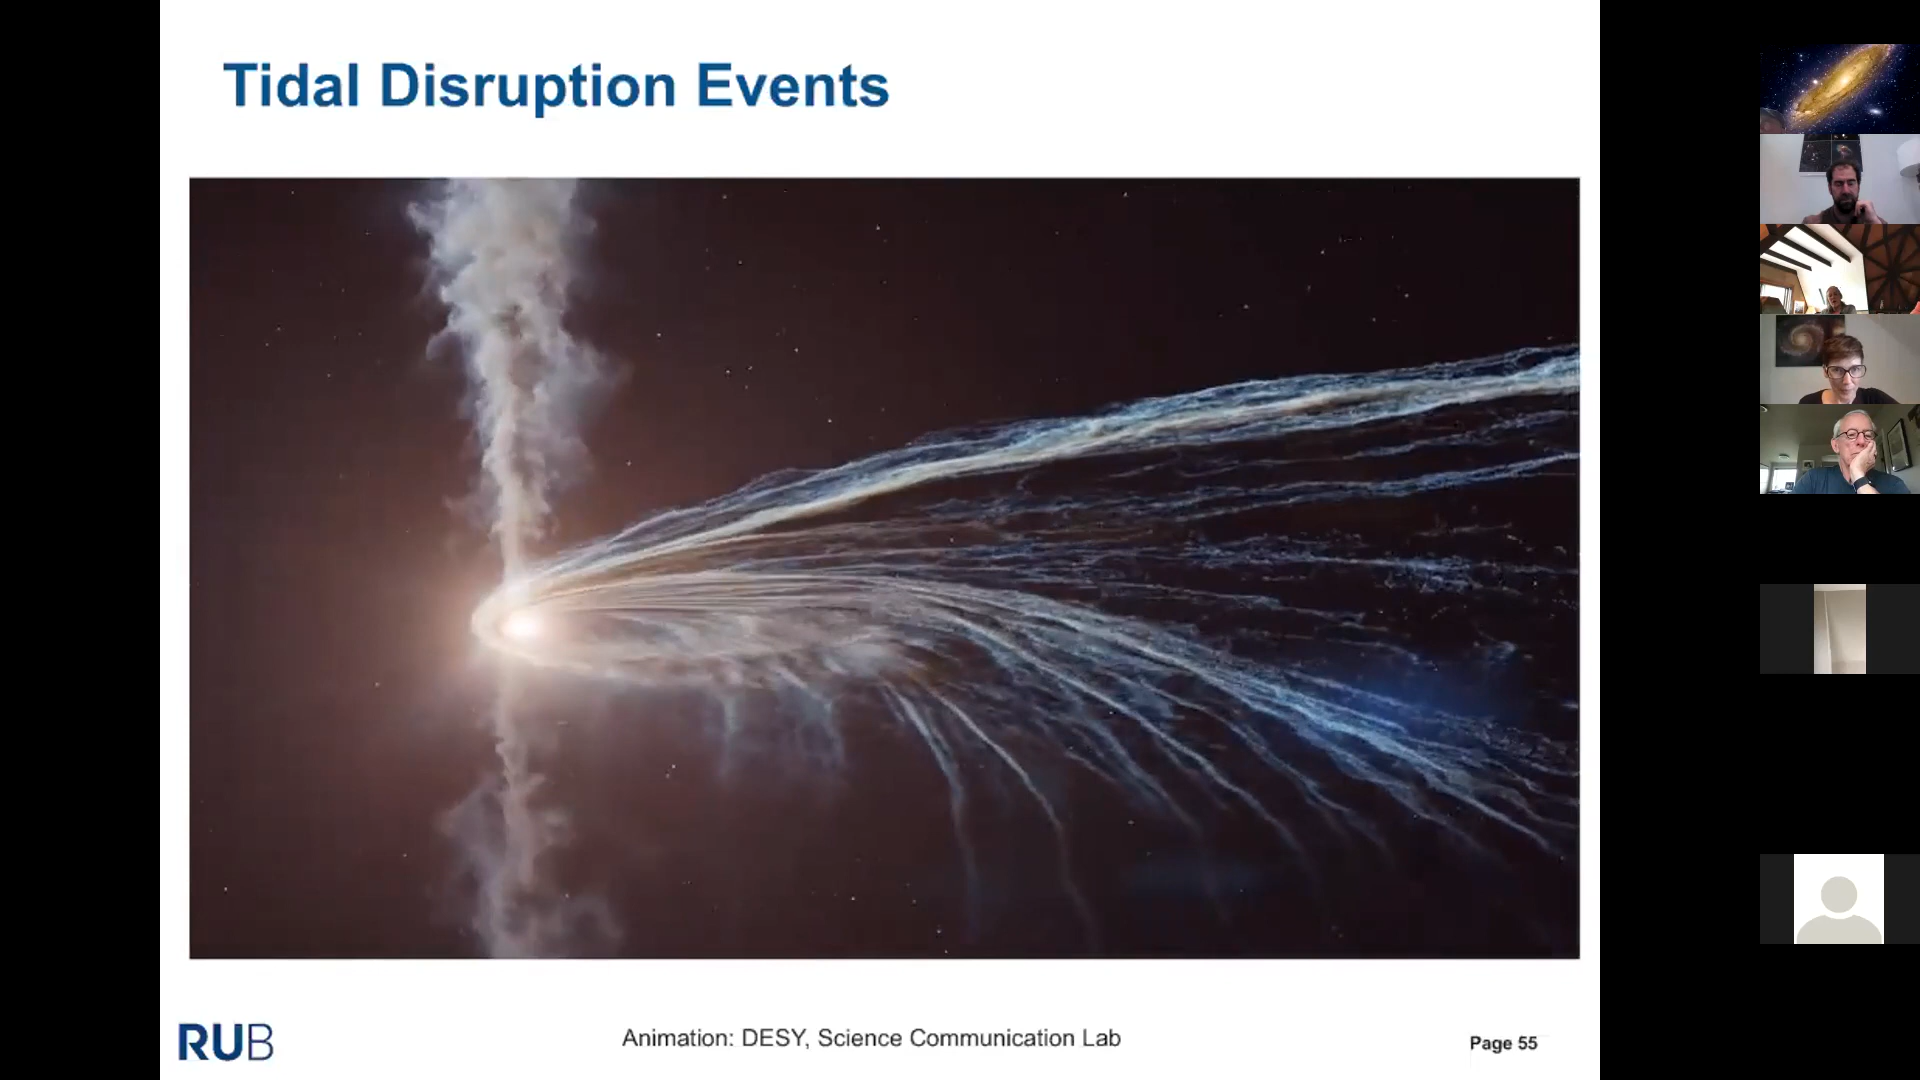 Tidal Disruption Events
RUB
Animation: DESY, Science Communication Lab
Page 55